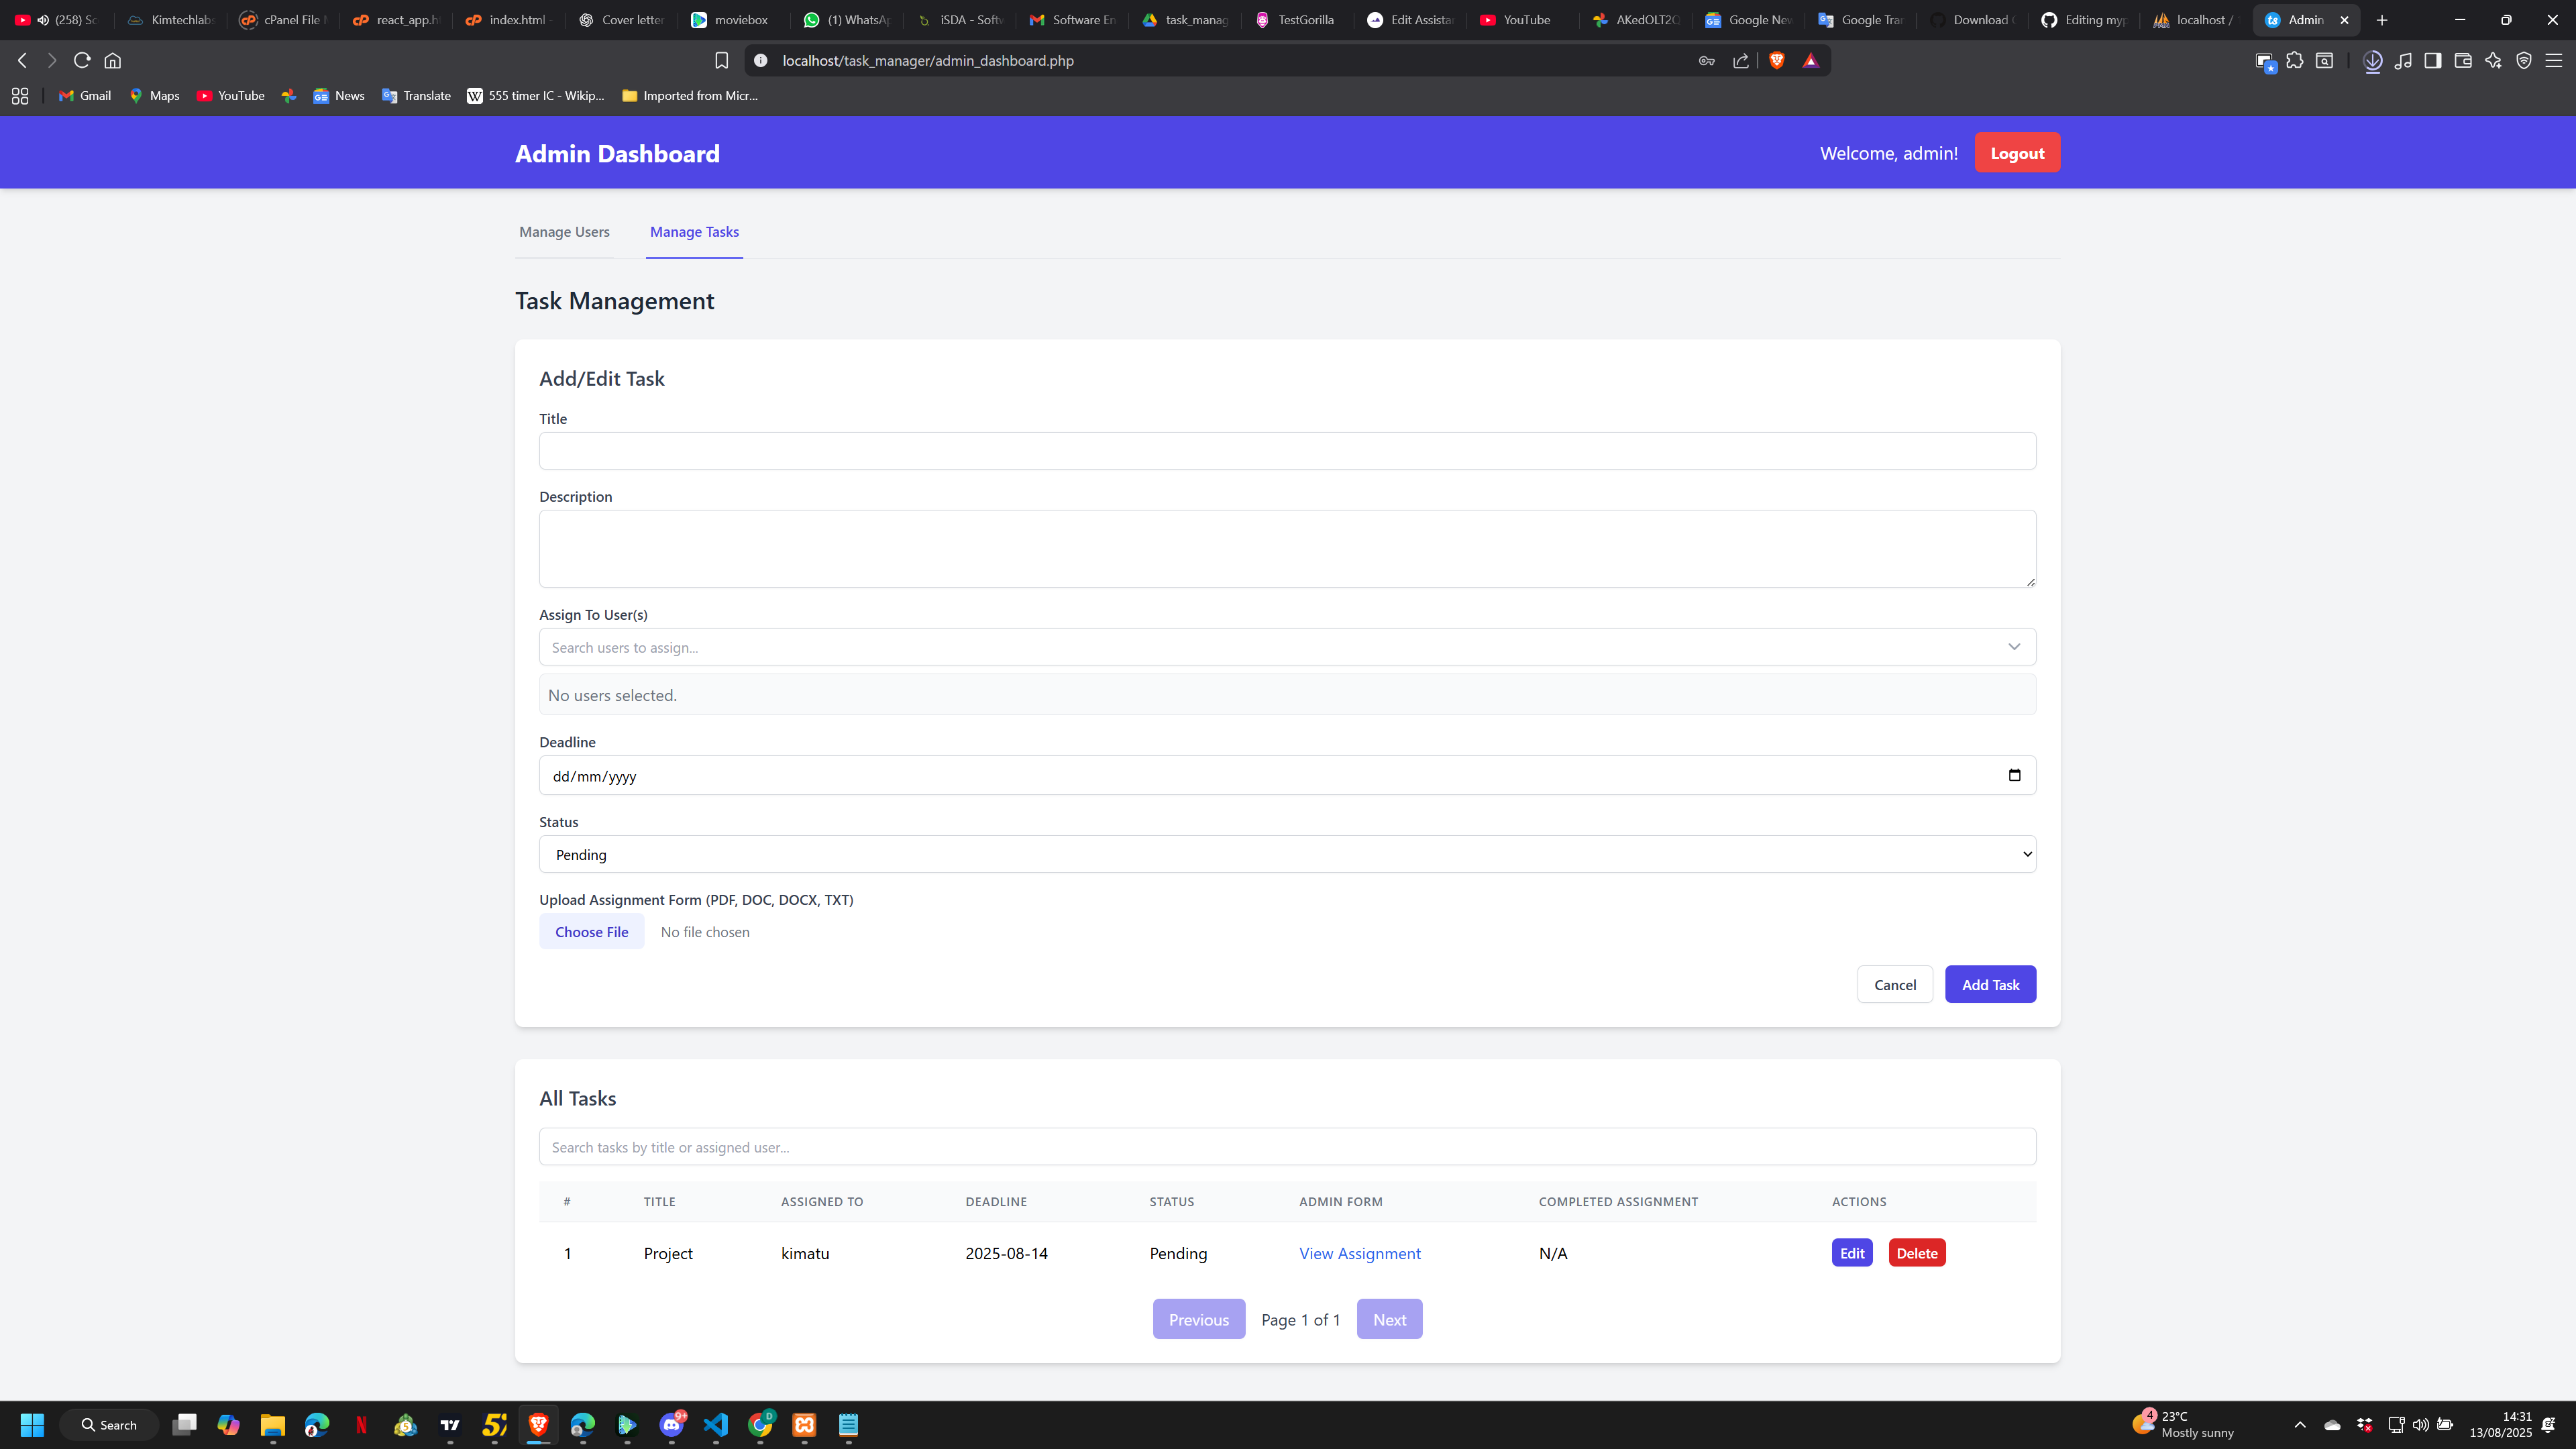 (258) Sc
Kimtechlabs
cPanel File M
react_app.ht
index.html -
Cover letter
moviebox
(1) WhatsAp
iSDA - Softw
Software En
task_manag
TestGorilla
Edit Assistan
YouTube
Google New
Google Tran
Download
Editing myp
localhost /
Admin
localhost/task_manager/admin_dashboard.php
Gmail
Maps
YouTube
News
Translate
555 timer IC - Wikip...
Imported from Micr...
Admin Dashboard
Welcome, admin!
Logout
Manage Users
Manage Tasks
Task Management
Add/Edit Task
Title
Description
Assign To User(s)
Search users to assign...
No users selected.
Deadline
dd/mm/yyyy
Status
Pending
Upload Assignment Form (PDF, DOC, DOCX, TXT)
Choose File No file chosen
Cancel Add Task
All Tasks
Search tasks by title or assigned user...
# TITLE ASSIGNED TO DEADLINE STATUS ADMIN FORM COMPLETED ASSIGNMENT ACTIONS
1 Project kimatu 2025-08-14 Pending View Assignment N/A Edit Delete
Previous Page 1 of 1 Next
Search
9+
D
4
23°C
Mostly sunny
14:31
13/08/2025